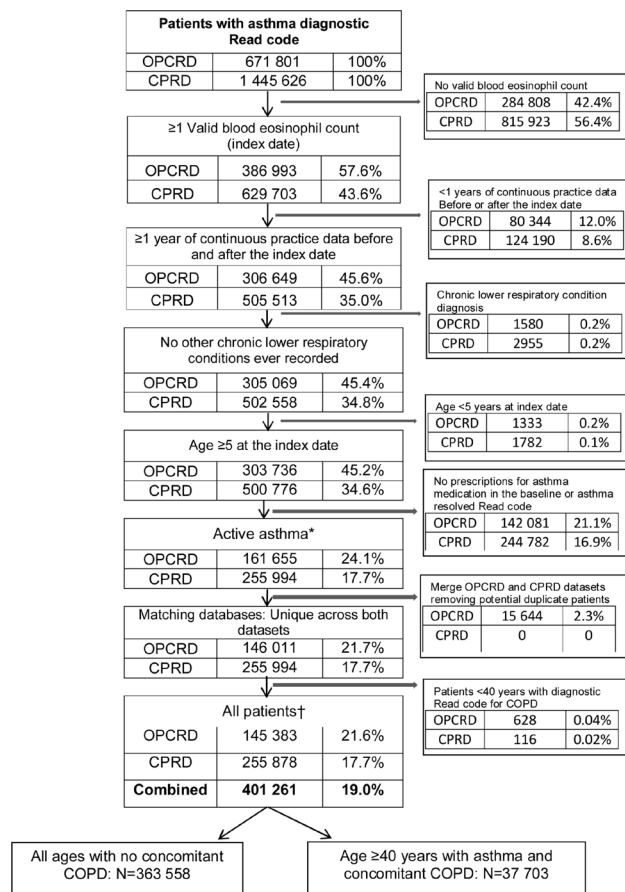 Patients with asthma diagnostic
Read code
OPCRD 671 801 100%
CPRD 1 445 626 100%
No valid blood eosinophil count
OPCRD 284 808 42.4%
CPRD 815 923 56.4%
≥1 Valid blood eosinophil count
(index date)
OPCRD 386 993 57.6%
CPRD 629 703 43.6%
<1 years of continuous practice data
Before or after the index date
OPCRD 80 344 12.0%
CPRD 124 190 8.6%
≥1 year of continuous practice data before
and after the index date
OPCRD 306 649 45.6%
CPRD 505 513 35.0%
Chronic lower respiratory condition
diagnosis
OPCRD 1580 0.2%
CPRD 2955 0.2%
No other chronic lower respiratory
conditions ever recorded
OPCRD 305 069 45.4%
CPRD 502 558 34.8%
Age <5 years at index date
OPCRD 1333 0.2%
CPRD 1782 0.1%
Age ≥5 at the index date
OPCRD 303 736 45.2%
CPRD 500 776 34.6%
No prescriptions for asthma
medication in the baseline or asthma
resolved Read code
OPCRD 142 081 21.1%
CPRD 244 782 16.9%
Active asthma*
OPCRD 161 655 24.1%
CPRD 255 994 17.7%
Merge OPCRD and CPRD datasets
removing potential duplicate patients
OPCRD 15 644 2.3%
CPRD 0 0
Matching databases: Unique across both
datasets
OPCRD 146 011 21.7%
CPRD 255 994 17.7%
Patients <40 years with diagnostic
Read code for COPD
OPCRD 628 0.04%
CPRD 116 0.02%
All patients†
OPCRD 145 383 21.6%
CPRD 255 878 17.7%
Combined 401 261 19.0%
All ages with no concomitant
COPD: N=363 558
Age ≥40 years with asthma and
concomitant COPD: N=37 703